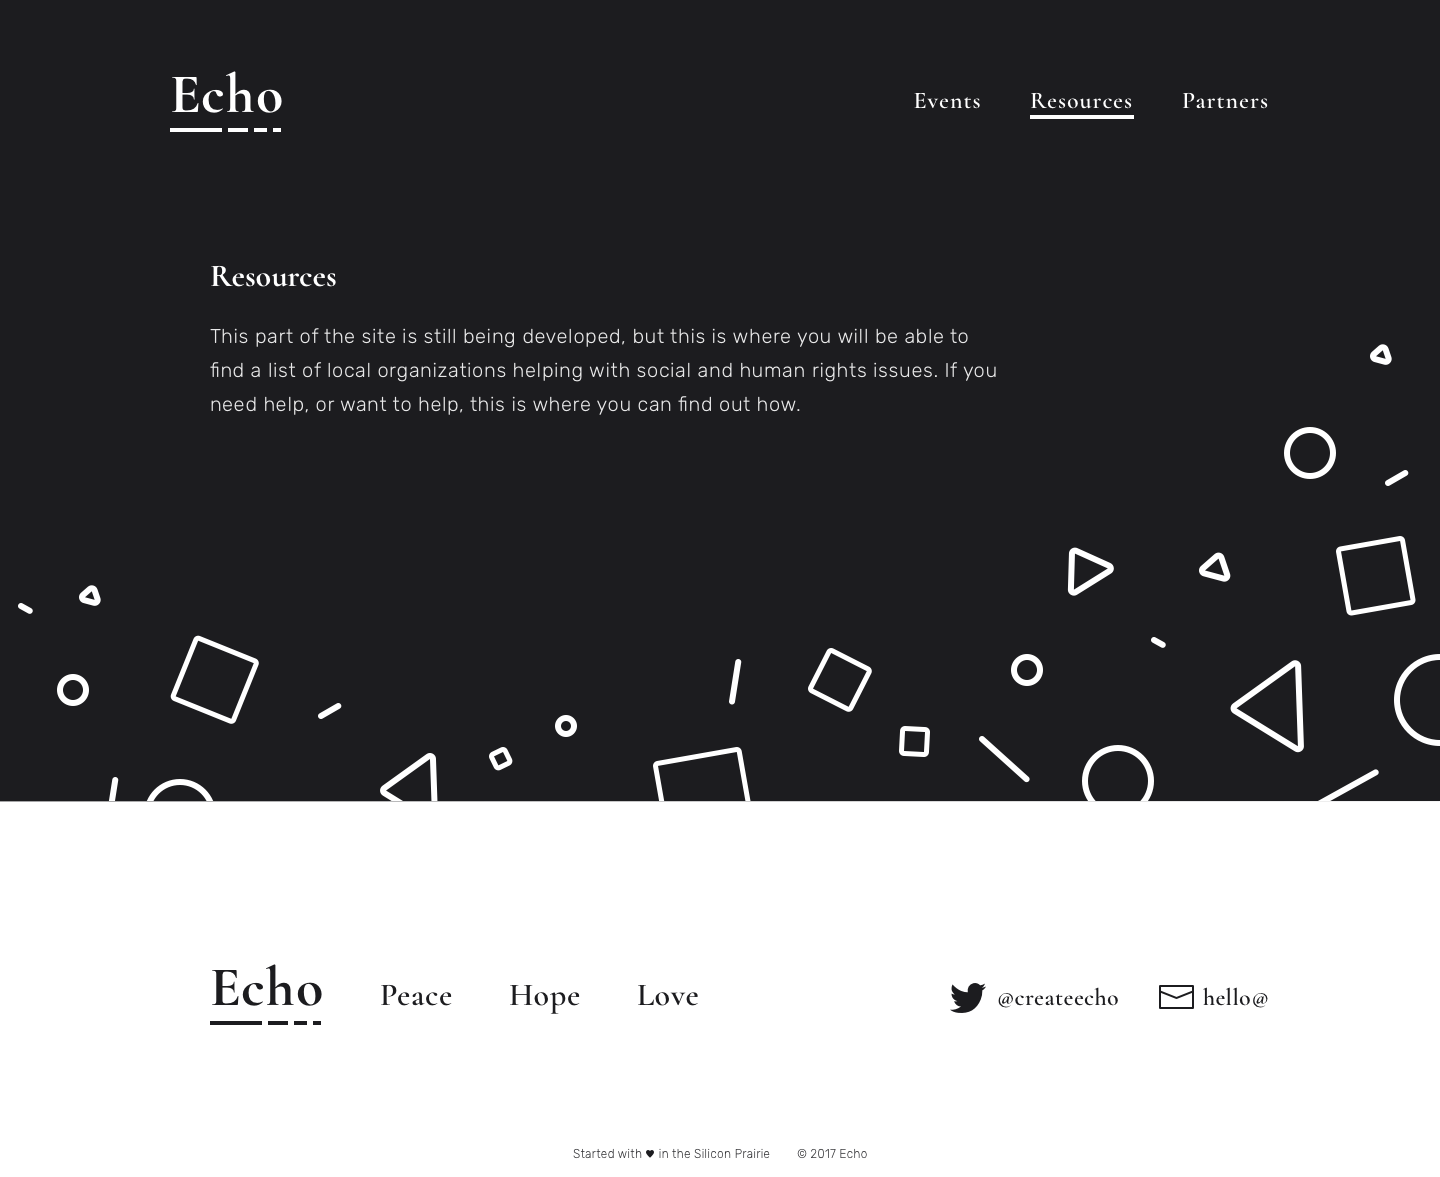 Echo
Events Resources Partners
Resources
This part of the site is still being developed, but this is where you will be able to
find a list of local organizations helping with social and human rights issues. If you
need help, or want to help, this is where you can find out how.
Echo Peace Hope Love @createecho hello@
Started with ♥ in the Silicon Prairie © 2017 Echo